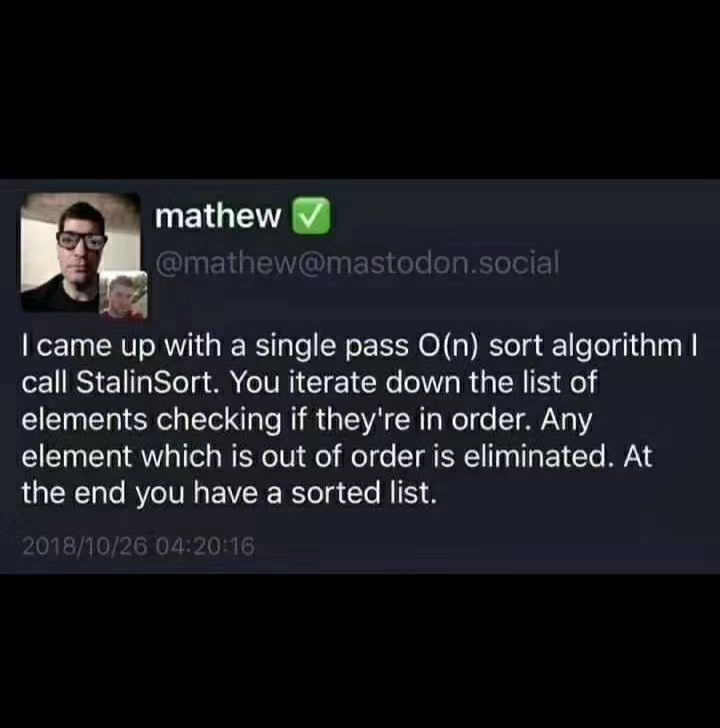 mathew ✅
@mathew@mastodon.social
I came up with a single pass O(n) sort algorithm I
call StalinSort. You iterate down the list of
elements checking if they're in order. Any
element which is out of order is eliminated. At
the end you have a sorted list.
2018/10/26 04:20:16